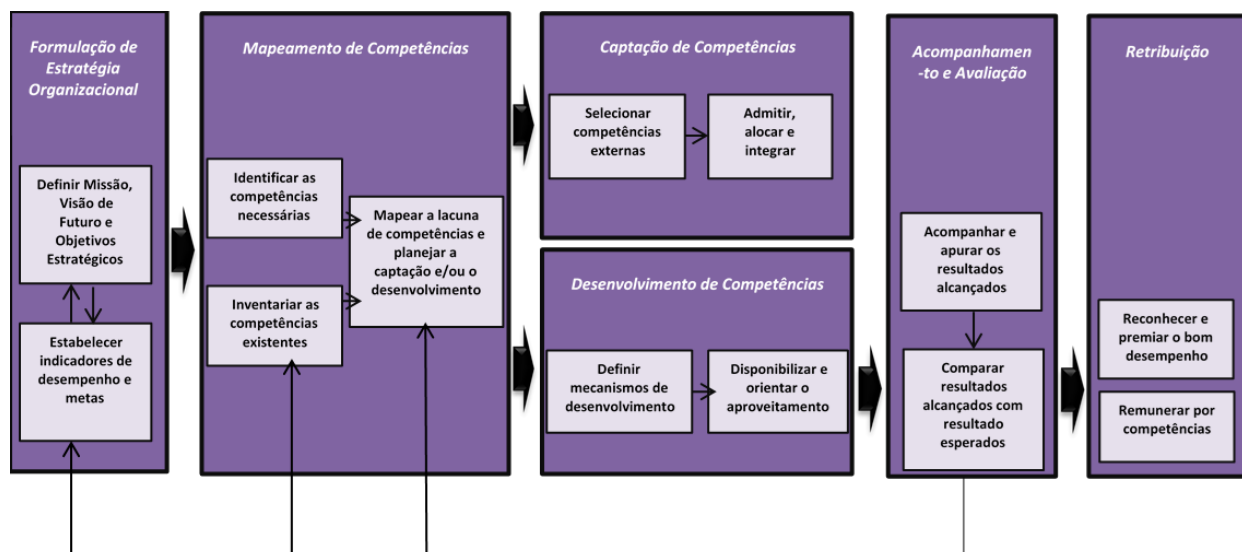 Formulação de
Estratégia
Organizacional
Definir Missão,
Visão de
Futuro e
Objetivos
Estratégicos
Estabelecer
indicadores de
desempenho e
metas
Mapeamento de Competências
Identificar as
competências
necessárias
Inventariar as
competências
existentes
Mapear a lacuna
de competências e
planejar a
captação e/ou o
desenvolvimento
Captação de Competências
Selecionar
competências
externas
Admitir,
alocar e
integrar
Desenvolvimento de Competências
Definir
mecanismos de
desenvolvimento
Disponibilizar e
orientar o
aproveitamento
Acompanhamen
-to e Avaliação
Acompanhar e
apurar os
resultados
alcançados
Comparar
resultados
alcançados com
resultado
esperados
Retribuição
Reconhecer e
premiar o bom
desempenho
Remunerar por
competências